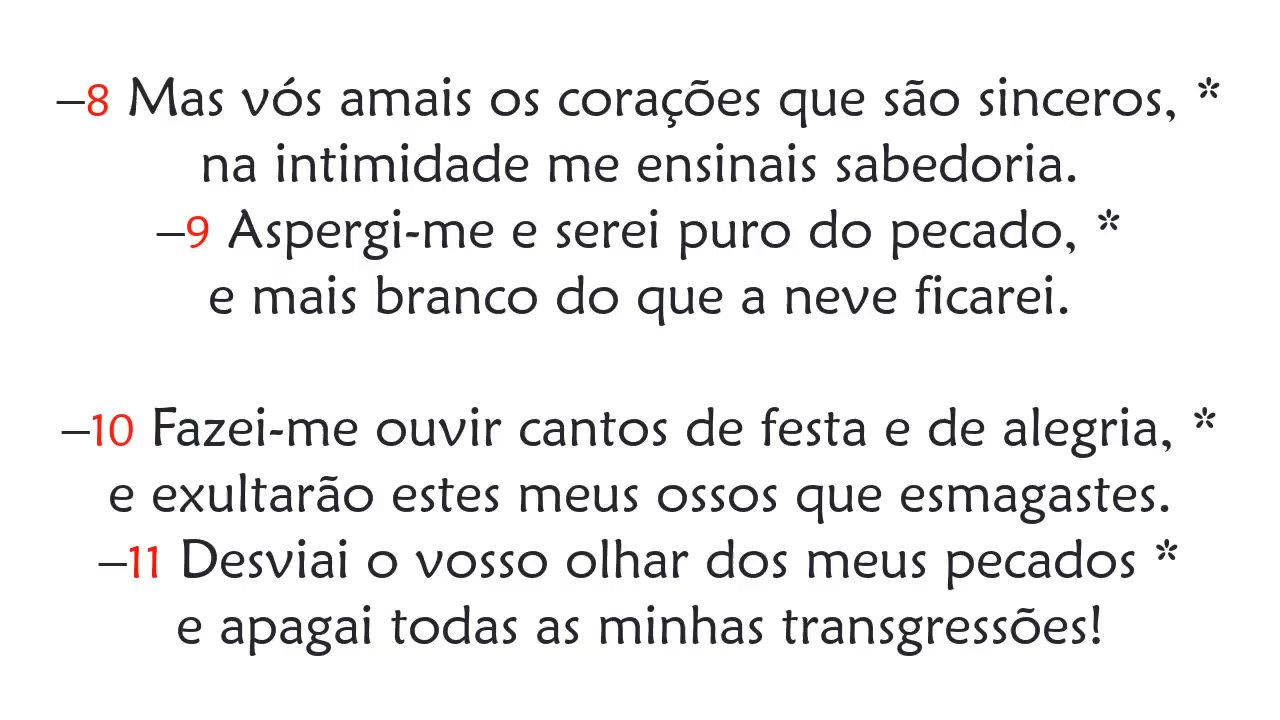 –8 Mas vós amais os corações que são sinceros, *
na intimidade me ensinais sabedoria.
–9 Aspergi-me e serei puro do pecado, *
e mais branco do que a neve ficarei.
–10 Fazei-me ouvir cantos de festa e de alegria, *
e exultarão estes meus ossos que esmagastes.
–11 Desviai o vosso olhar dos meus pecados *
e apagai todas as minhas transgressões!